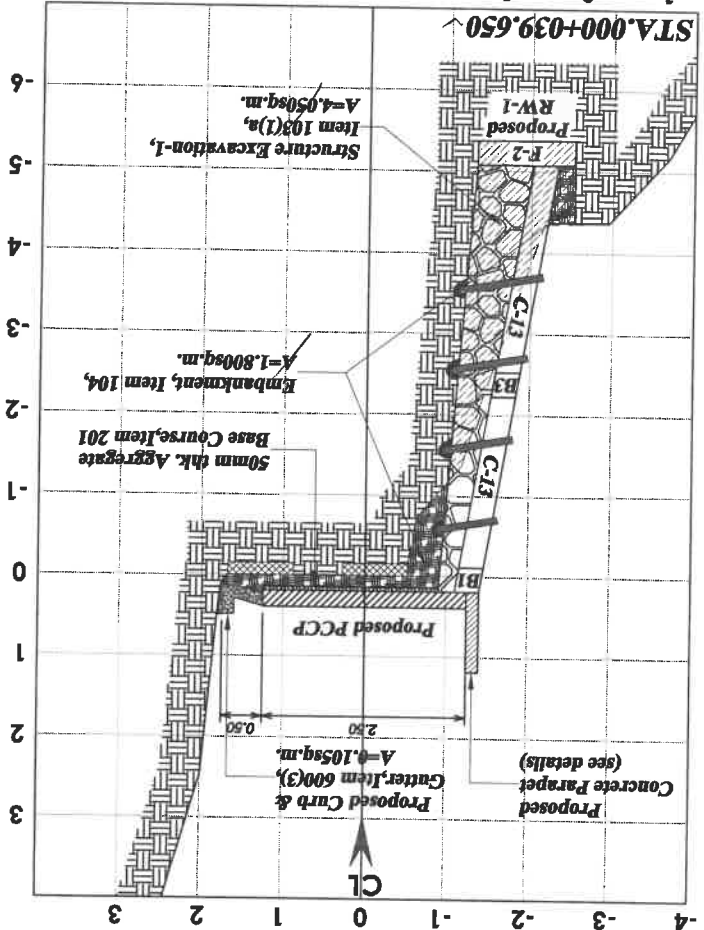 CL
-4 -3 -2 -1 0 1 2 3
3
2
1
0
-1
-2
-3
-4
-5
-6
Proposed
Concrete Parapet
(see details)
Proposed Curb &
Gutter,Item 600(3),
A=0.105sq.m.
2.50
0.50
Proposed PCCP
B1
C-13
B3
C-13
50mm thk. Aggregate
Base Course,Item 201
Embankment, Item 104,
A=1.800sq.m.
F-2
Proposed
RW-1
Structure Excavation-1,
Item 103(1)a,
A=4.050sq.m.
STA.000+039.650